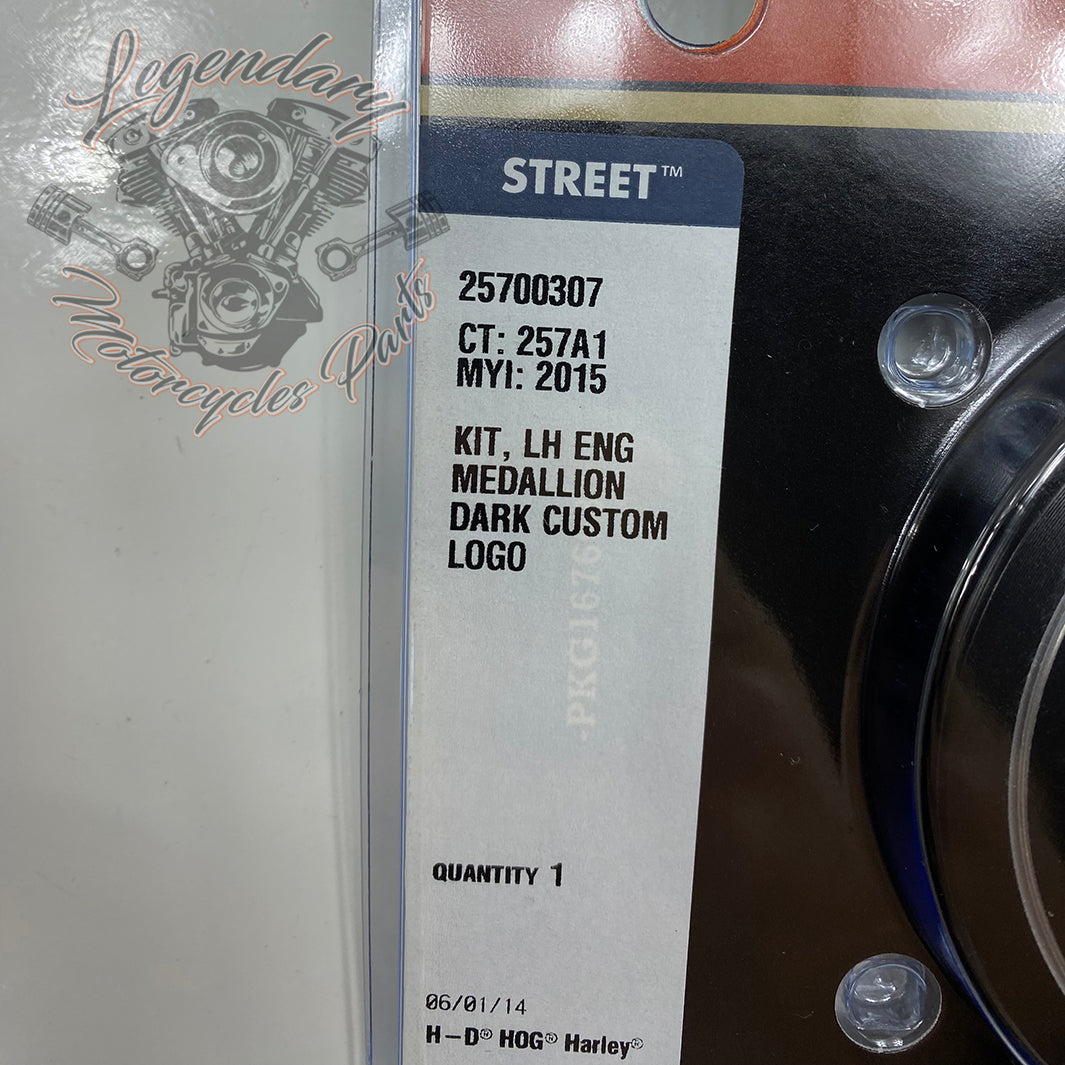 Legendary
Motorcycles Parts
STREET™
25700307
CT: 257A1
MYI: 2015
KIT, LH ENG
MEDALLION
DARK CUSTOM
LOGO
-PKG1676
QUANTITY 1
06/01/14
H-D® HOG® Harley®